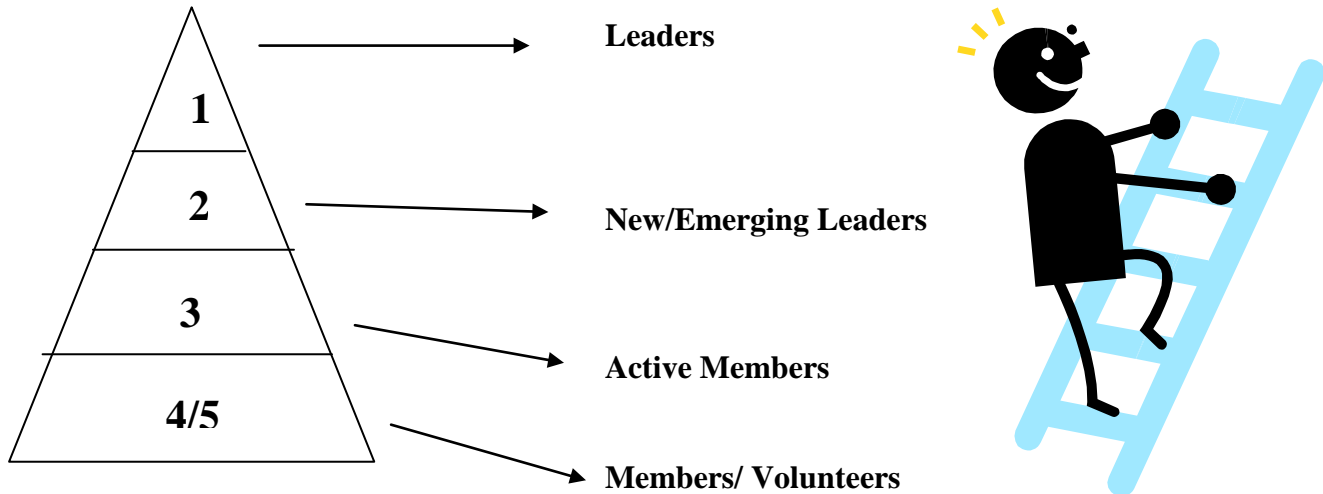 Leaders
1
2
New/Emerging Leaders
3
Active Members
4/5
Members/ Volunteers